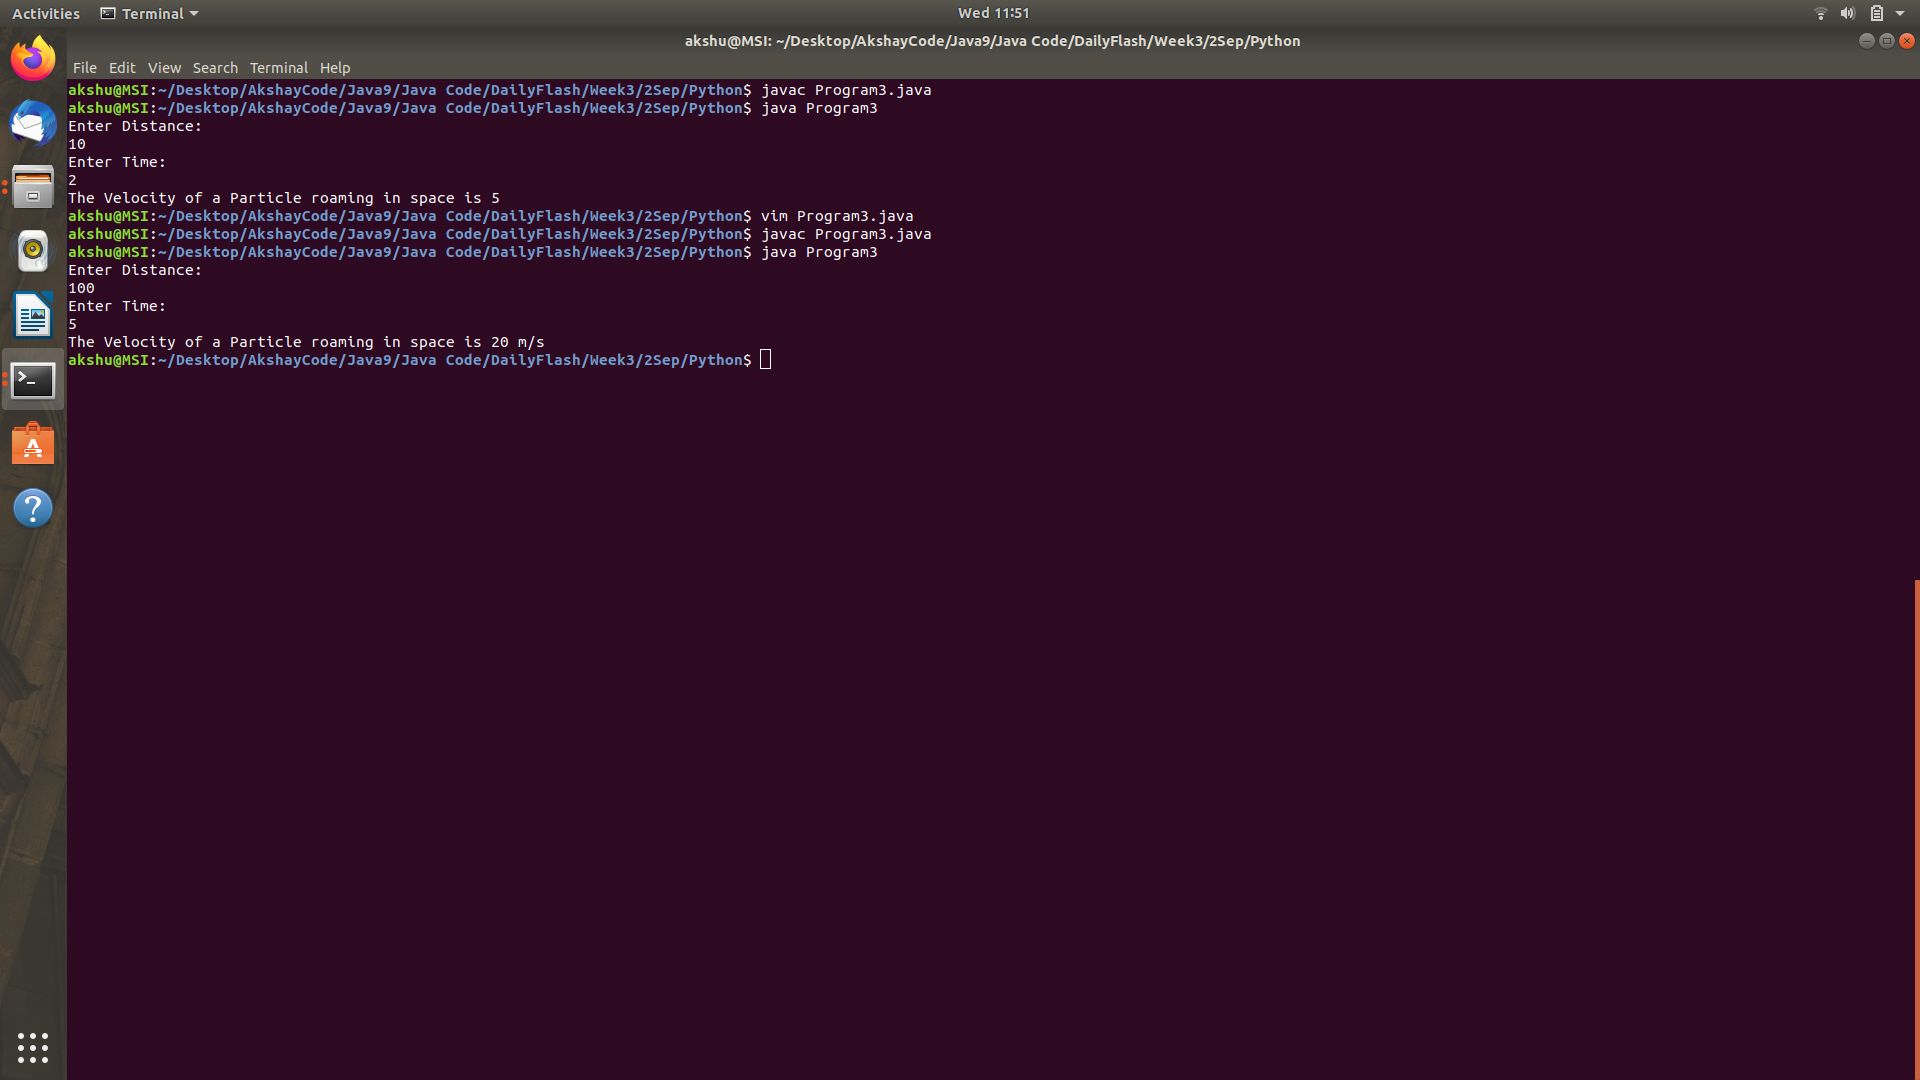 Activities Terminal Wed 11:51
akshu@MSI: ~/Desktop/AkshayCode/Java9/Java Code/DailyFlash/Week3/2Sep/Python
File Edit View Search Terminal Help
akshu@MSI:~/Desktop/AkshayCode/Java9/Java Code/DailyFlash/Week3/2Sep/Python$ javac Program3.java
akshu@MSI:~/Desktop/AkshayCode/Java9/Java Code/DailyFlash/Week3/2Sep/Python$ java Program3
Enter Distance:
10
Enter Time:
2
The Velocity of a Particle roaming in space is 5
akshu@MSI:~/Desktop/AkshayCode/Java9/Java Code/DailyFlash/Week3/2Sep/Python$ vim Program3.java
akshu@MSI:~/Desktop/AkshayCode/Java9/Java Code/DailyFlash/Week3/2Sep/Python$ javac Program3.java
akshu@MSI:~/Desktop/AkshayCode/Java9/Java Code/DailyFlash/Week3/2Sep/Python$ java Program3
Enter Distance:
100
Enter Time:
5
The Velocity of a Particle roaming in space is 20 m/s
akshu@MSI:~/Desktop/AkshayCode/Java9/Java Code/DailyFlash/Week3/2Sep/Python$